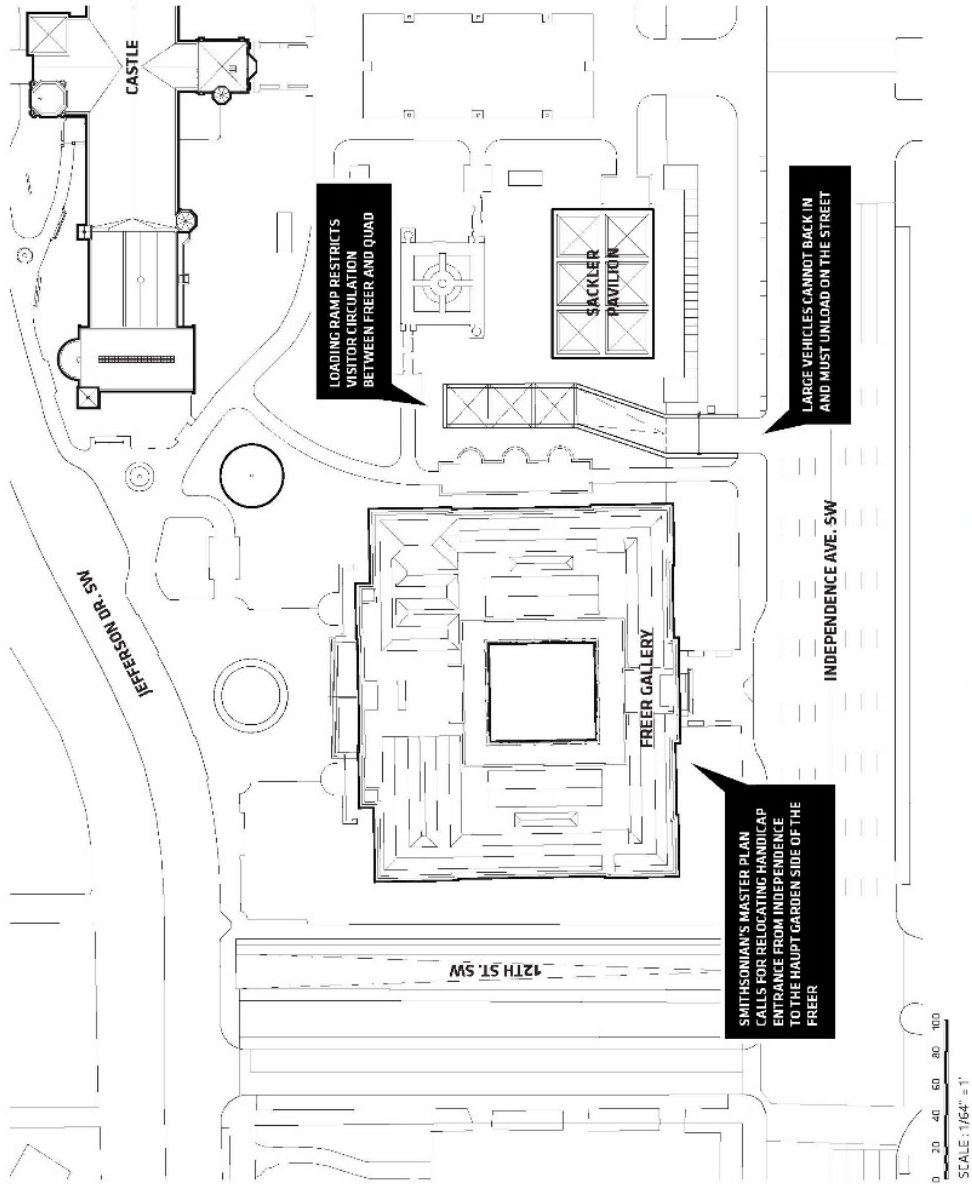 CASTLE
LOADING RAMP RESTRICTS
VISITOR CIRCULATION
BETWEEN FREER AND QUAD
SACKLER
PAVILION
LARGE VEHICLES CANNOT BACK IN
AND MUST UNLOAD ON THE STREET
JEFFERSON DR. SW
FREER GALLERY
INDEPENDENCE AVE. SW
SMITHSONIAN'S MASTER PLAN
CALLS FOR RELOCATING HANDICAP
ENTRANCE FROM INDEPENDENCE
TO THE HAUPT GARDEN SIDE OF THE
FREER
12TH ST. SW
0 20 40 60 80 100
SCALE : 1/64" = 1'